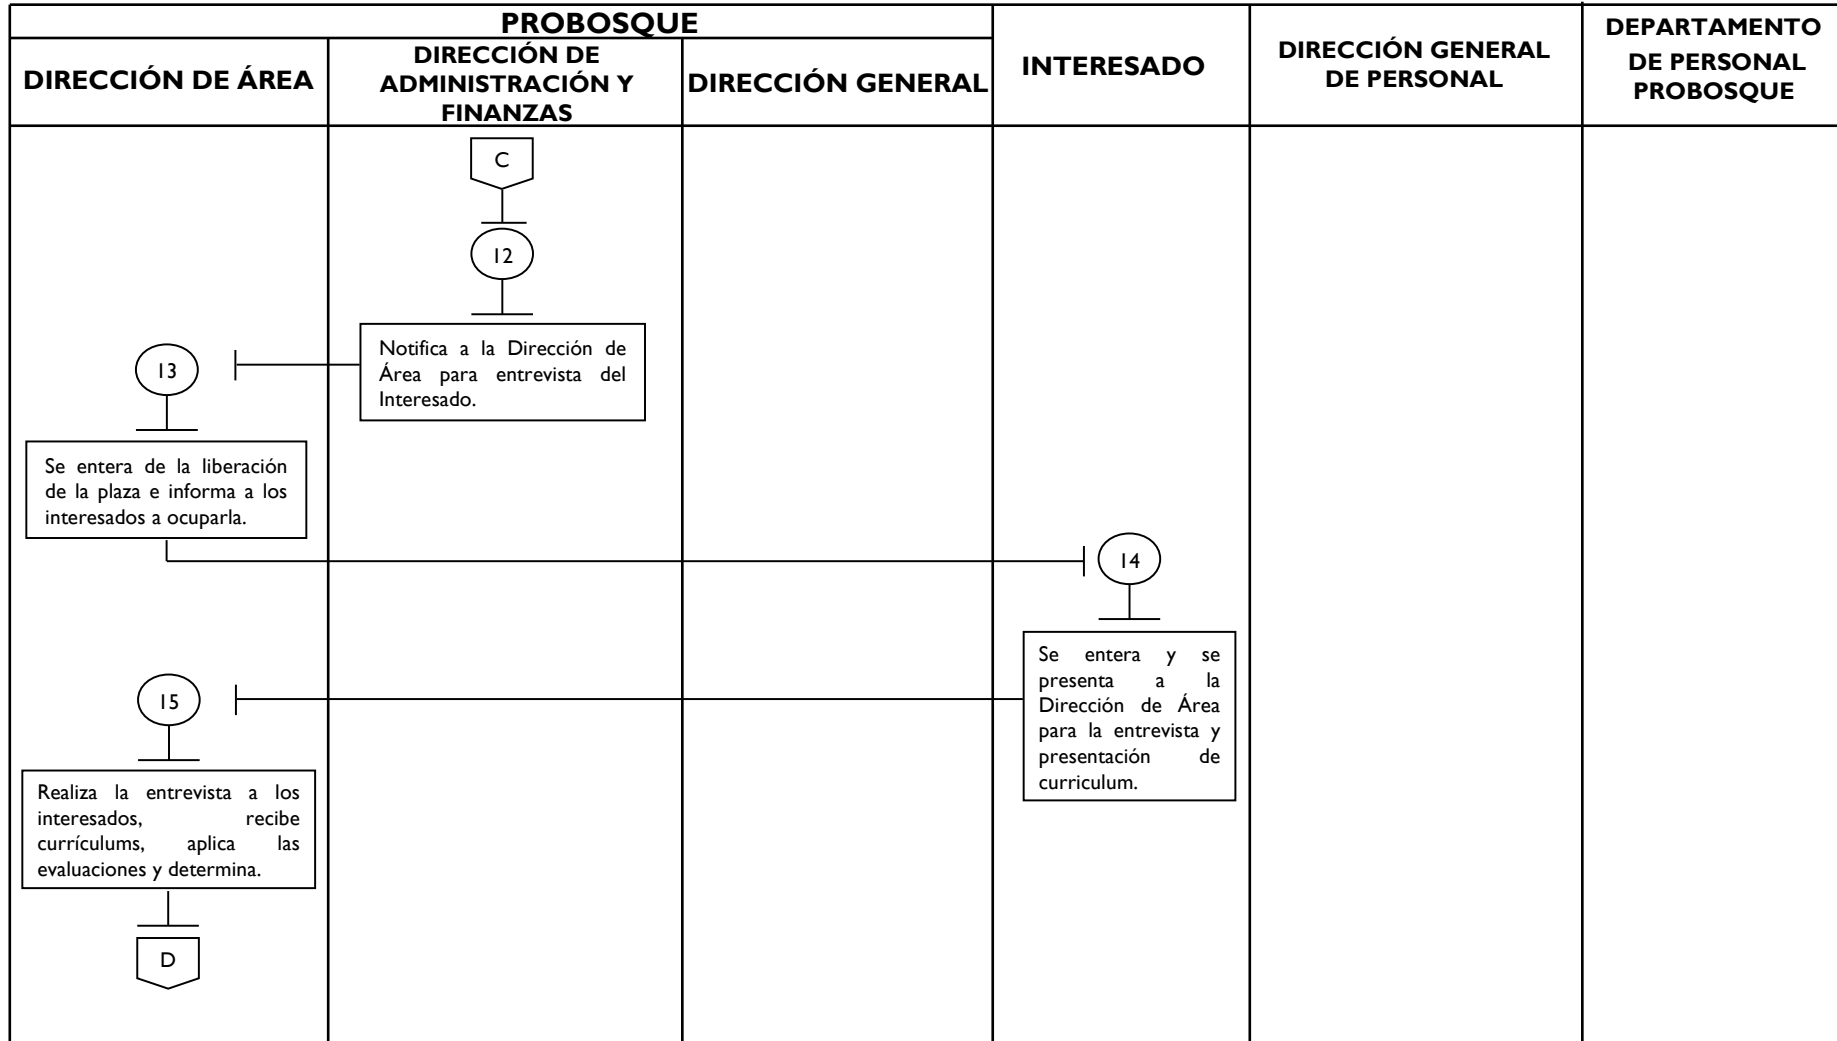 PROBOSQUE
DIRECCIÓN DE ÁREA
DIRECCIÓN DE
ADMINISTRACIÓN Y
FINANZAS
DIRECCIÓN GENERAL
INTERESADO
DIRECCIÓN GENERAL
DE PERSONAL
DEPARTAMENTO
DE PERSONAL
PROBOSQUE
C
12
Notifica a la Dirección de
Área para entrevista del
Interesado.
13
Se entera de la liberación
de la plaza e informa a los
interesados a ocuparla.
14
Se entera y se
presenta a la
Dirección de Área
para la entrevista y
presentación de
curriculum.
15
Realiza la entrevista a los
interesados, recibe
currículums, aplica las
evaluaciones y determina.
D